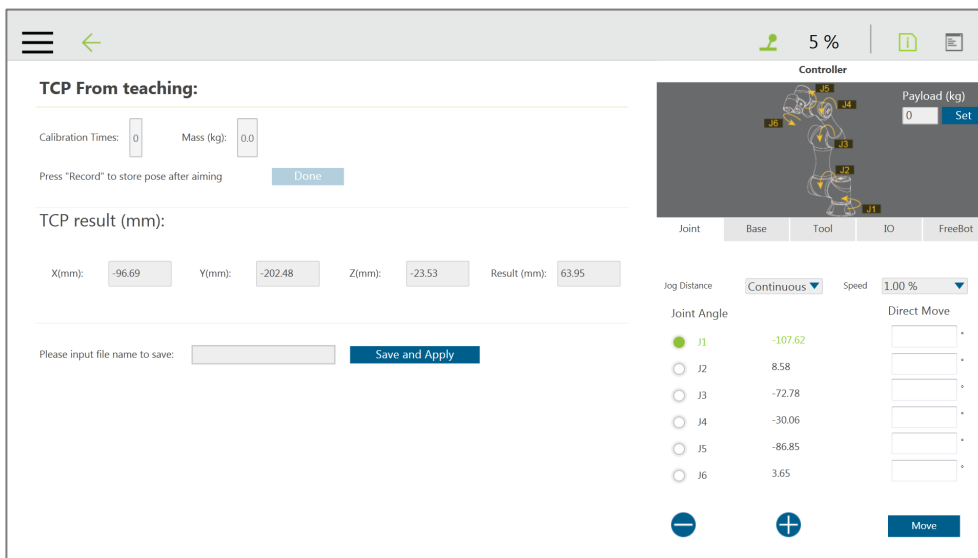 5 %
Controller
TCP From teaching:
J5
J4
J6
J3
J2
J1
Payload (kg)
0
Set
Calibration Times: 0 Mass (kg): 0.0
Press "Record" to store pose after aiming Done
TCP result (mm):
X(mm): -96.69 Y(mm): -202.48 Z(mm): -23.53 Result (mm): 63.95
Please input file name to save: Save and Apply
Joint Base Tool IO FreeBot
Jog Distance Continuous Speed 1.00 %
Joint Angle Direct Move
J1 -107.62 °
J2 8.58 °
J3 -72.78 °
J4 -30.06 °
J5 -86.85 °
J6 3.65 °
Move